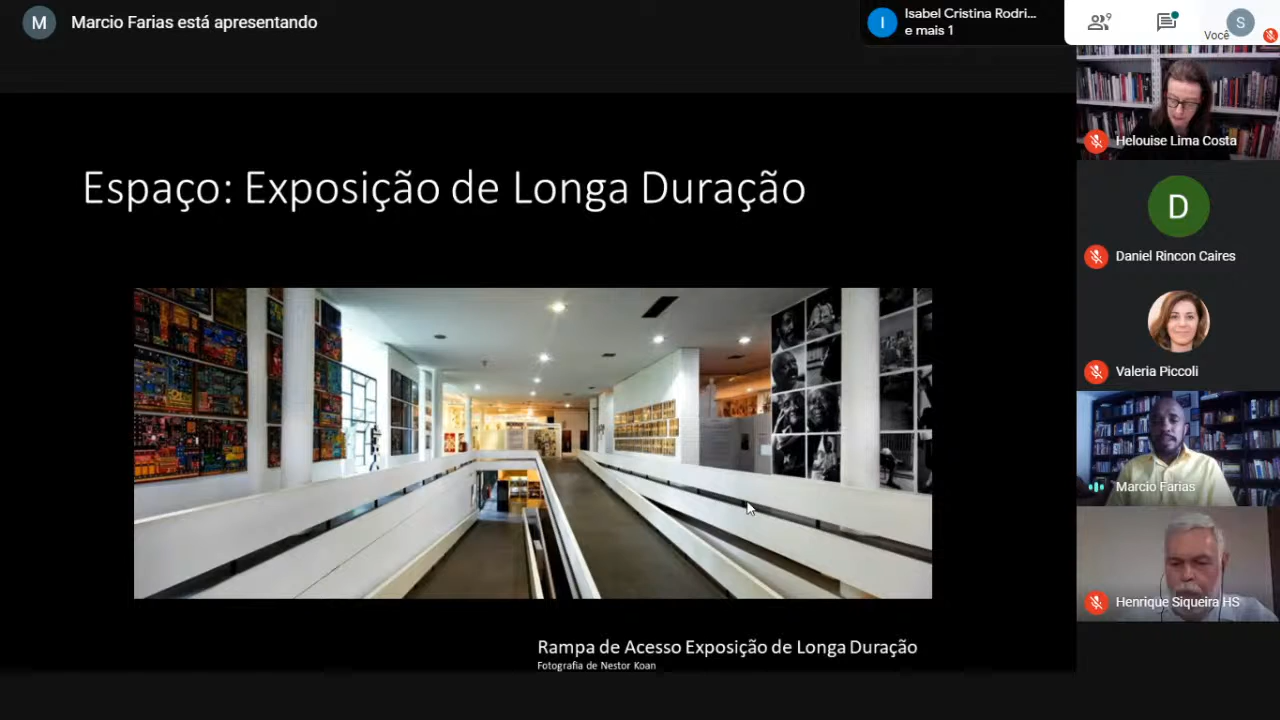 M
Marcio Farias está apresentando
I
Isabel Cristina Rodri...
e mais 1
9
Você
S
Helouise Lima Costa
D
Daniel Rincon Caires
Valeria Piccoli
Marcio Farias
Henrique Siqueira HS
Espaço: Exposição de Longa Duração
Rampa de Acesso Exposição de Longa Duração
Fotografia de Nestor Koan